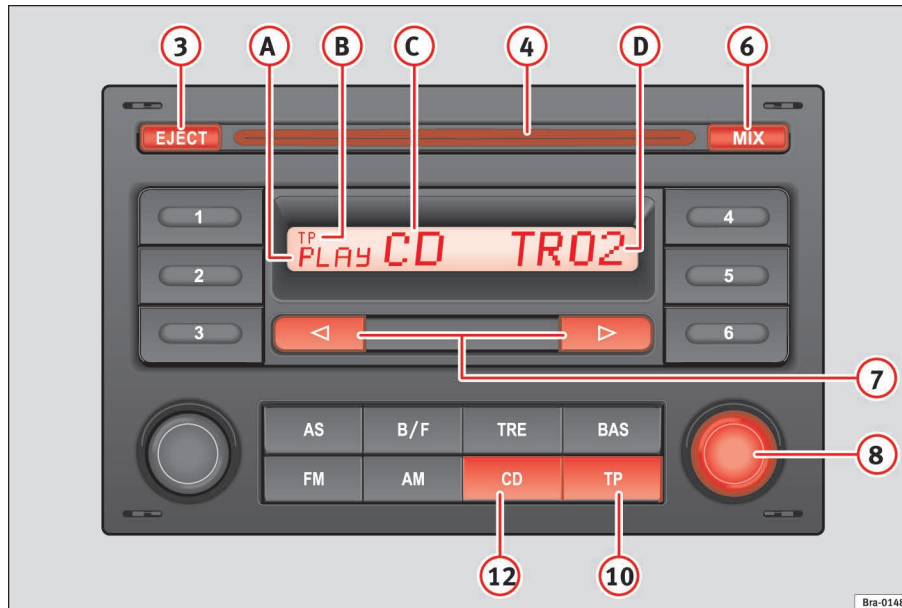 3 A B C 4 D 6
EJECT MIX
1 4
TP
PLAY CD TR02
2 5
3 6
7
AS B/F TRE BAS
8
FM AM CD TP
12 10
Bra-0148